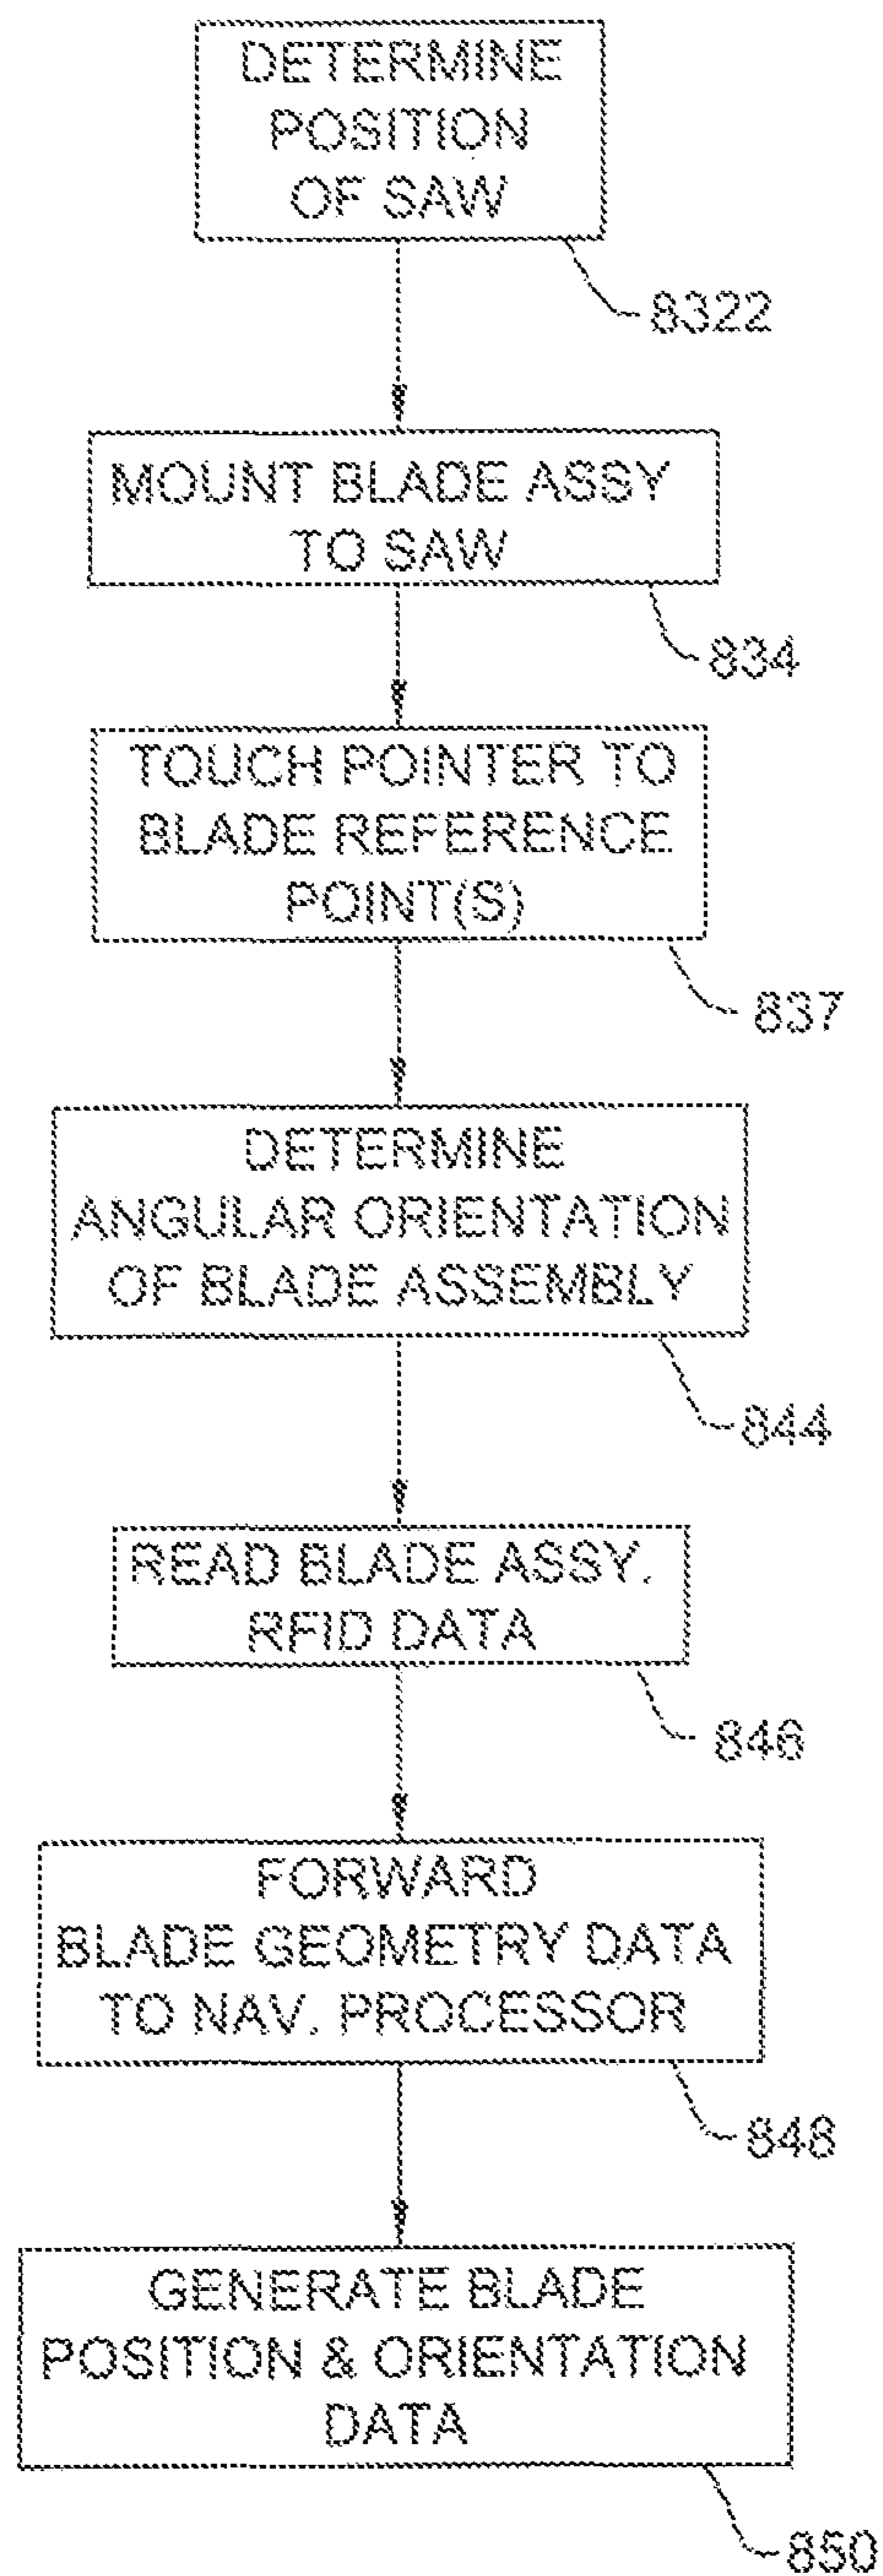 DETERMINE
POSITION
OF SAW
8322
MOUNT BLADE ASSY
TO SAW
834
TOUCH POINTER TO
BLADE REFERENCE
POINT(S)
837
DETERMINE
ANGULAR ORIENTATION
OF BLADE ASSEMBLY
844
READ BLADE ASSY.
RFID DATA
846
FORWARD
BLADE GEOMETRY DATA
TO NAV. PROCESSOR
848
GENERATE BLADE
POSITION & ORIENTATION
DATA
850